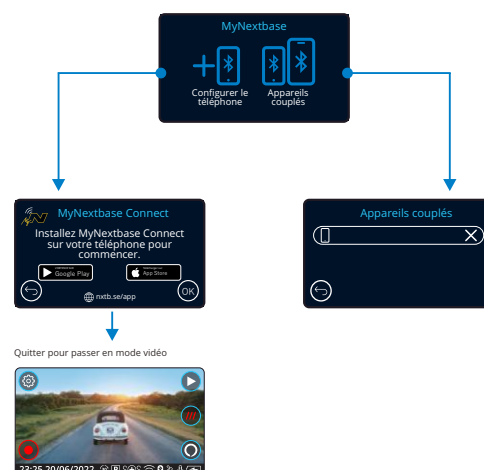 MyNextbase
Configurer le
téléphone
Appareils
couplés
MyNextbase Connect
Installez MyNextbase Connect
sur votre téléphone pour
commencer.
Google Play
App Store
OK
nxtb.se/app
Appareils couplés
Quitter pour passer en mode vidéo
23:25 20/06/2022